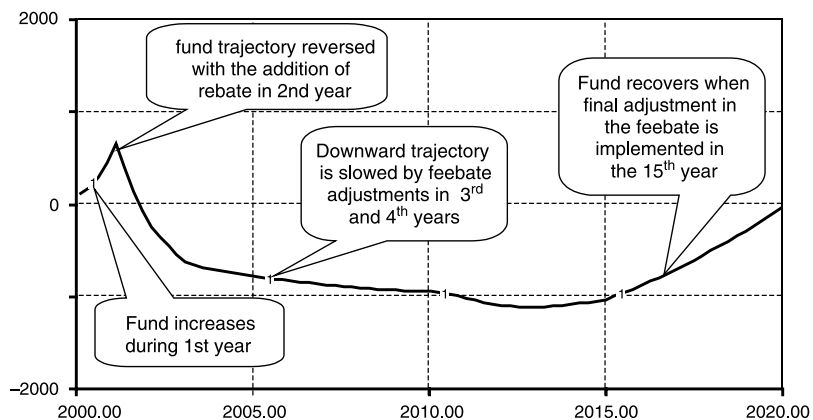 2000
fund trajectory reversed
with the addition of
rebate in 2nd year
Fund recovers when
final adjustment in
the feebate is
implemented in
the 15th year
Downward trajectory
is slowed by feebate
adjustments in 3rd
and 4th years
1
0
1
1
1
Fund increases
during 1st year
–2000
2000.00
2005.00
2010.00
2015.00
2020.00